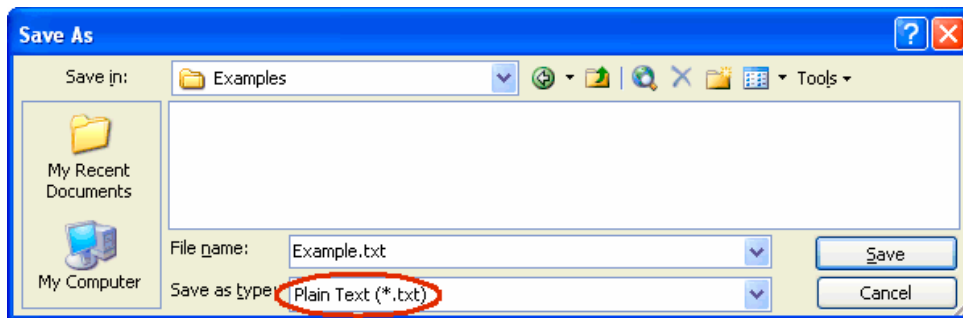 Save As
Save in:
Examples
Tools
My Recent
Documents
My Computer
File name:
Example.txt
Save
Save as type:
Plain Text (*.txt)
Cancel